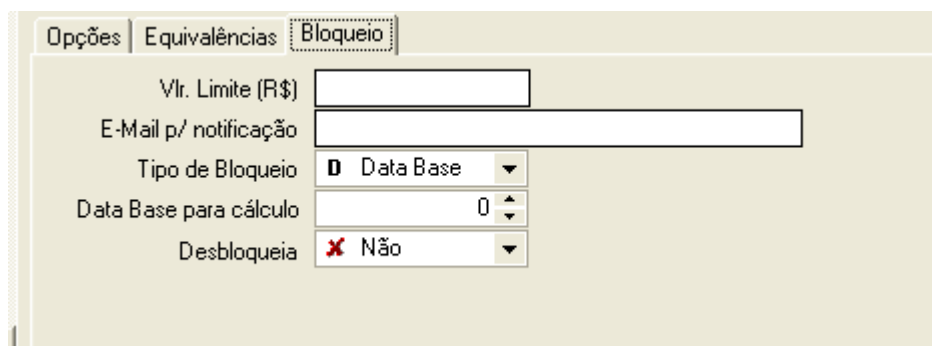 Opções Equivalências Bloqueio
Vlr. Limite (R$)
E-Mail p/ notificação
Tipo de Bloqueio D Data Base
Data Base para cálculo 0
Desbloqueia Não